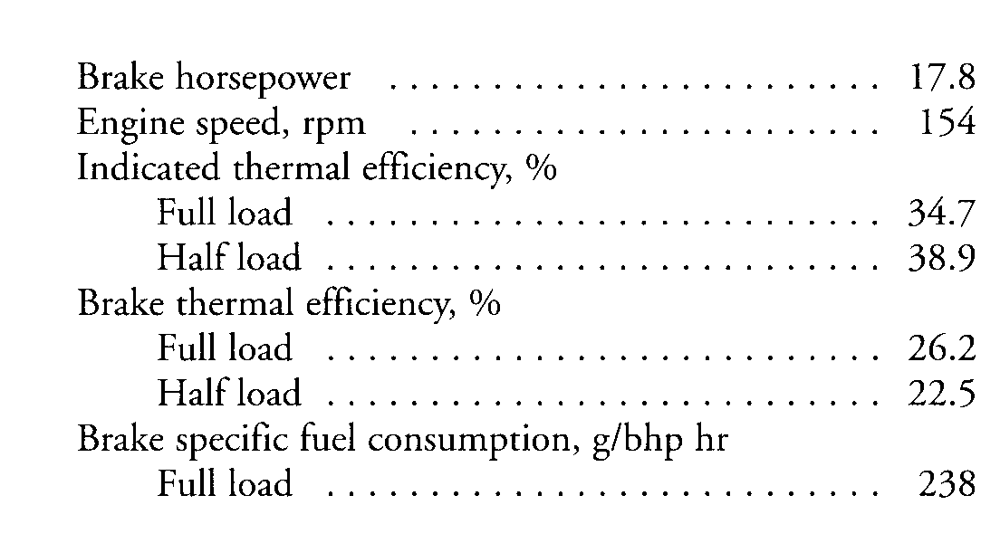 Brake horsepower . . . . . . . . . . . . . . . . . . . . . . . . 17.8
Engine speed, rpm . . . . . . . . . . . . . . . . . . . . . . . 154
Indicated thermal efficiency, %
Full load . . . . . . . . . . . . . . . . . . . . . . . . . . . 34.7
Half load . . . . . . . . . . . . . . . . . . . . . . . . . . . 38.9
Brake thermal efficiency, %
Full load . . . . . . . . . . . . . . . . . . . . . . . . . . . 26.2
Half load . . . . . . . . . . . . . . . . . . . . . . . . . . . 22.5
Brake specific fuel consumption, g/bhp hr
Full load . . . . . . . . . . . . . . . . . . . . . . . . . . . 238